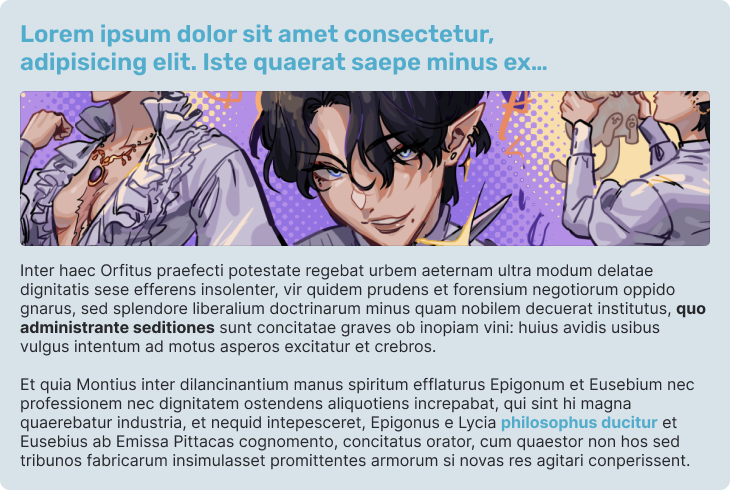 Lorem ipsum dolor sit amet consectetur,
adipisicing elit. Iste quaerat saepe minus ex...
Inter haec Orfitus praefecti potestate regebat urbem aeternam ultra modum delatae
dignitatis sese efferens insolenter, vir quidem prudens et forensium negotiorum oppido
gnarus, sed splendore liberalium doctrinarum minus quam nobilem decuerat institutus, quo
administrante seditiones sunt concitatae graves ob inopiam vini: huius avidis usibus
vulgus intentum ad motus asperos excitatur et crebros.
Et quia Montius inter dilancinantium manus spiritum efflaturus Epigonum et Eusebium nec
professionem nec dignitatem ostendens aliquotiens increpabat, qui sint hi magna
quaerebatur industria, et nequid intepesceret, Epigonus e Lycia philosophus ducitur et
Eusebius ab Emissa Pittacas cognomento, concitatus orator, cum quaestor non hos sed
tribunos fabricarum insimulasset promittentes armorum si novas res agitari conperissent.